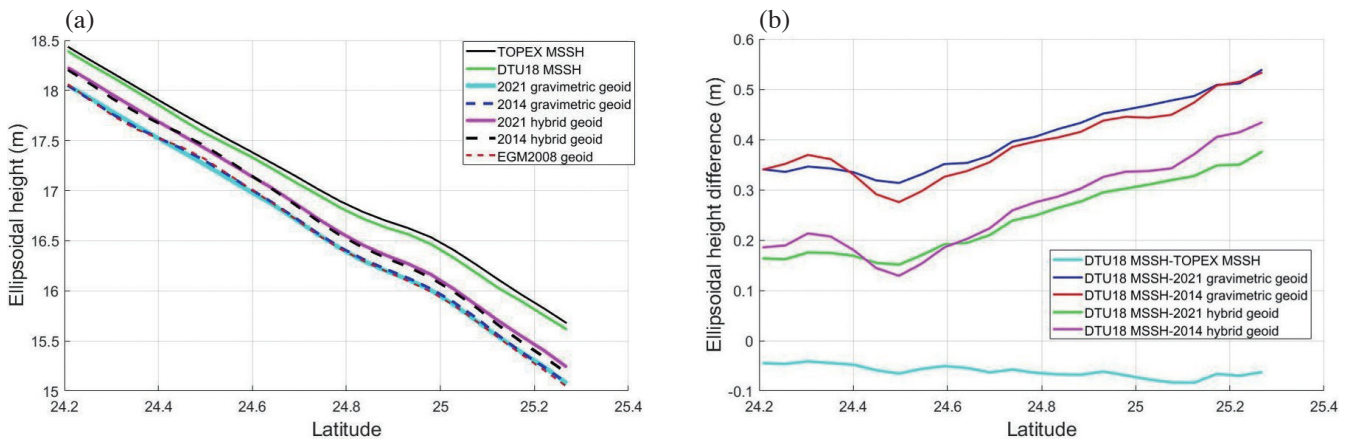 (a)
18.5
18
17.5
17
16.5
16
15.5
15
24.2
24.4
24.6
24.8
25
25.2
25.4
Ellipsoidal height (m)
Latitude
TOPEX MSSH
DTU18 MSSH
2021 gravimetric geoid
2014 gravimetric geoid
2021 hybrid geoid
2014 hybrid geoid
EGM2008 geoid
(b)
0.6
0.5
0.4
0.3
0.2
0.1
0
-0.1
24.2
24.4
24.6
24.8
25
25.2
25.4
Ellipsoidal height difference (m)
Latitude
DTU18 MSSH-TOPEX MSSH
DTU18 MSSH-2021 gravimetric geoid
DTU18 MSSH-2014 gravimetric geoid
DTU18 MSSH-2021 hybrid geoid
DTU18 MSSH-2014 hybrid geoid